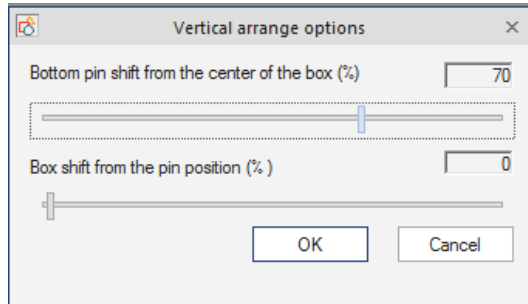 Vertical arrange options
Bottom pin shift from the center of the box (%)
70
Box shift from the pin position (% )
0
OK
Cancel